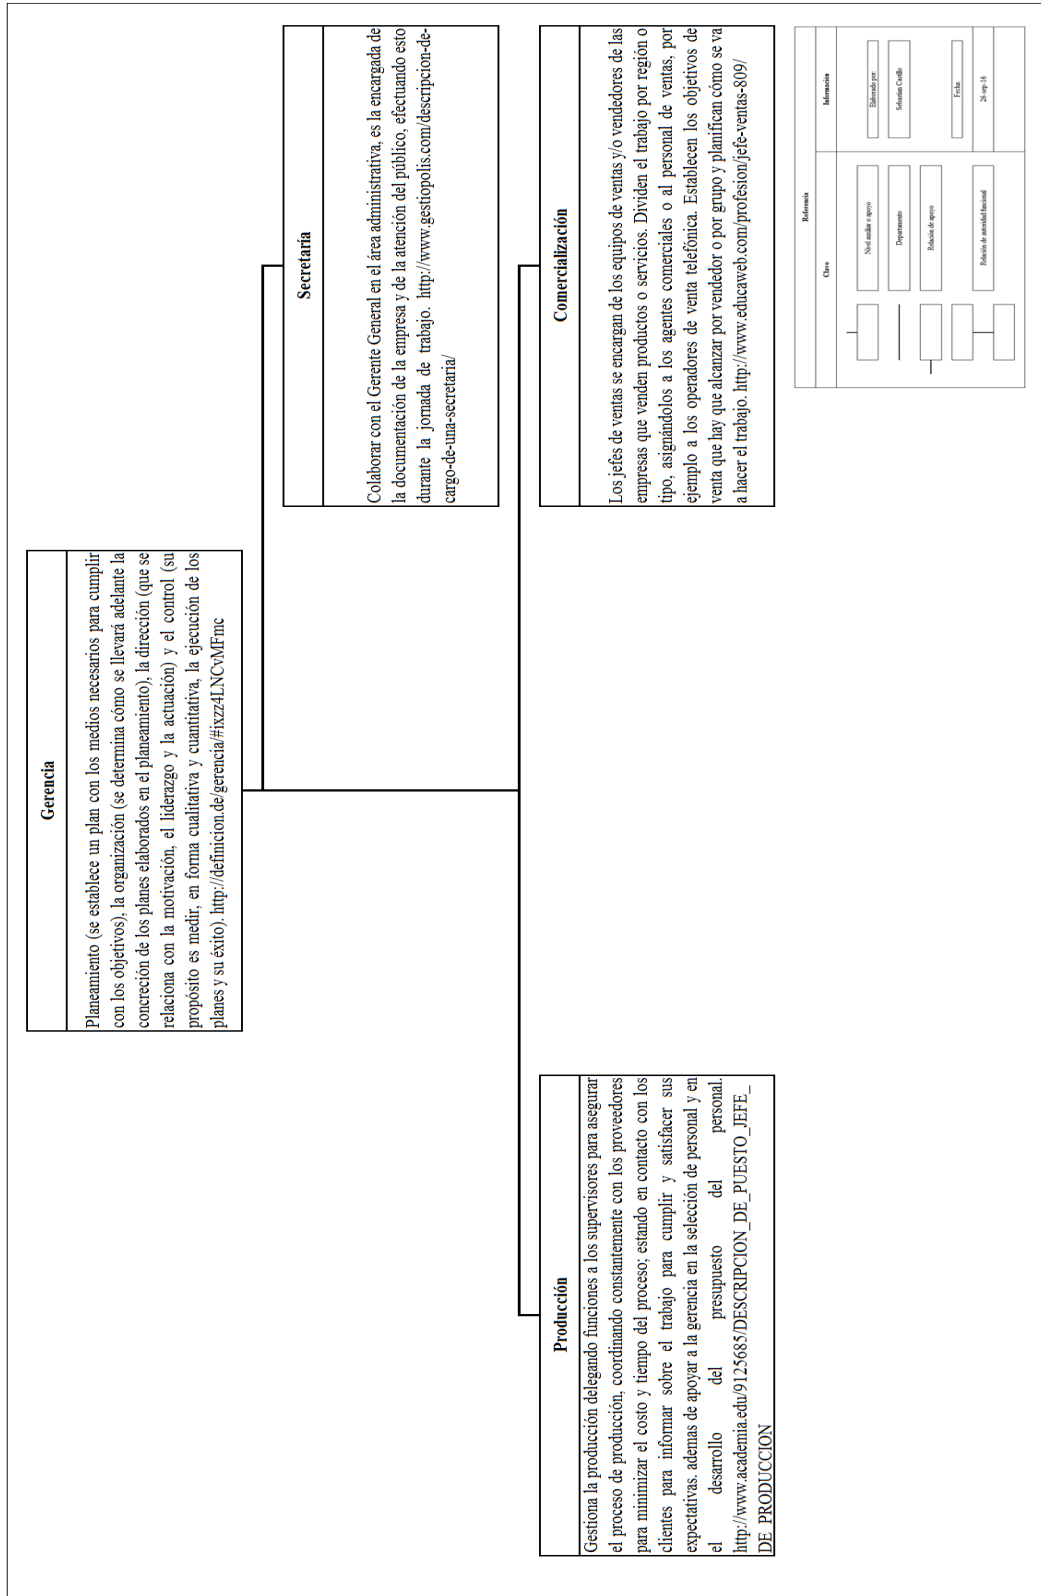 Gerencia
Planeamiento (se establece un plan con los medios necesarios para cumplir
con los objetivos), la organización (se determina cómo se llevará adelante la
concreción de los planes elaborados en el planeamiento), la dirección (que se
relaciona con la motivación, el liderazgo y la actuación) y el control (su
propósito es medir, en forma cualitativa y cuantitativa, la ejecución de los
planes y su éxito). http://definicion.de/gerencia/#ixzz4LNCvMFmc
Secretaría
Colaborar con el Gerente General en el área administrativa, es la encargada de
la documentación de la empresa y de la atención del público, efectuando esto
durante la jornada de trabajo. http://www.gestiopolis.com/descripcion-de-
cargo-de-una-secretaria/
Producción
Gestiona la producción delegando funciones a los supervisores para asegurar
el proceso de producción, coordinando constantemente con los proveedores
para minimizar el costo y tiempo del proceso; estando en contacto con los
clientes para informar sobre el trabajo para cumplir y satisfacer sus
expectativas. ademas de apoyar a la gerencia en la selección de personal y en
el desarrollo del presupuesto del personal.
http://www.academia.edu/9125685/DESCRIPCION_DE_PUESTO_JEFE_
DE_PRODUCCION
Comercialización
Los jefes de ventas se encargan de los equipos de ventas y/o vendedores de las
empresas que venden productos o servicios. Dividen el trabajo por región o
tipo, asignándolos a los agentes comerciales o al personal de ventas, por
ejemplo a los operadores de venta telefónica. Establecen los objetivos de
venta que hay que alcanzar por vendedor o por grupo y planifican cómo se va
a hacer el trabajo. http://www.educaweb.com/profesion/jefe-ventas-809/
Referencia
Clave
Información
Nivel auxiliar o apoyo
Elaborado por:
Departamento
Sebastián Castillo
Relación de apoyo
Fecha:
Relación de autoridad funcional
26-sep-16